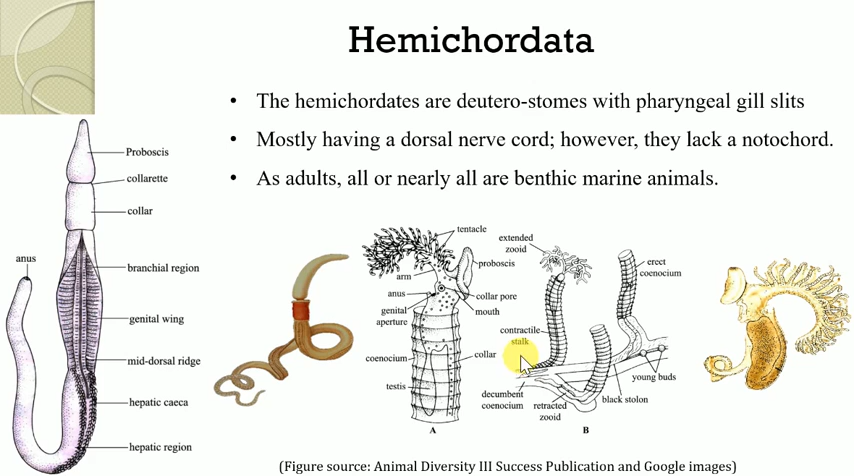 Hemichordata
• The hemichordates are deutero-stomes with pharyngeal gill slits
• Mostly having a dorsal nerve cord; however, they lack a notochord.
• As adults, all or nearly all are benthic marine animals.
Proboscis
collarette
collar
anus
branchial region
genital wing
mid-dorsal ridge
hepatic caeca
hepatic region
tentacle
proboscis
arm
anus
collar pore
genital
aperture
mouth
coenocium
collar
testis
A
extended
zooid
erect
coenocium
contractile
stalk
young buds
decumbent
coenocium
retracted
zooid
black stolon
B
(Figure source: Animal Diversity III Success Publication and Google images)